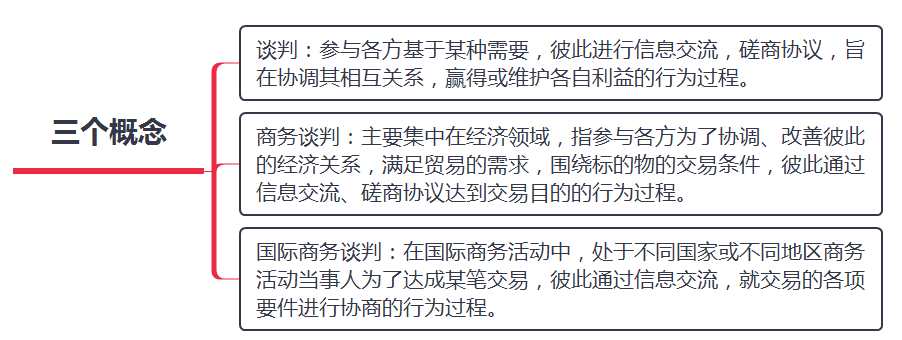 三个概念
谈判：参与各方基于某种需要，彼此进行信息交流，磋商协议，旨
在协调其相互关系，赢得或维护各自利益的行为过程。
商务谈判：主要集中在经济领域，指参与各方为了协调、改善彼此
的经济关系，满足贸易的需求，围绕标的物的交易条件，彼此通过
信息交流、磋商协议达到交易目的的行为过程。
国际商务谈判：在国际商务活动中，处于不同国家或不同地区商务
活动当事人为了达成某笔交易，彼此通过信息交流，就交易的各项
要件进行协商的行为过程。